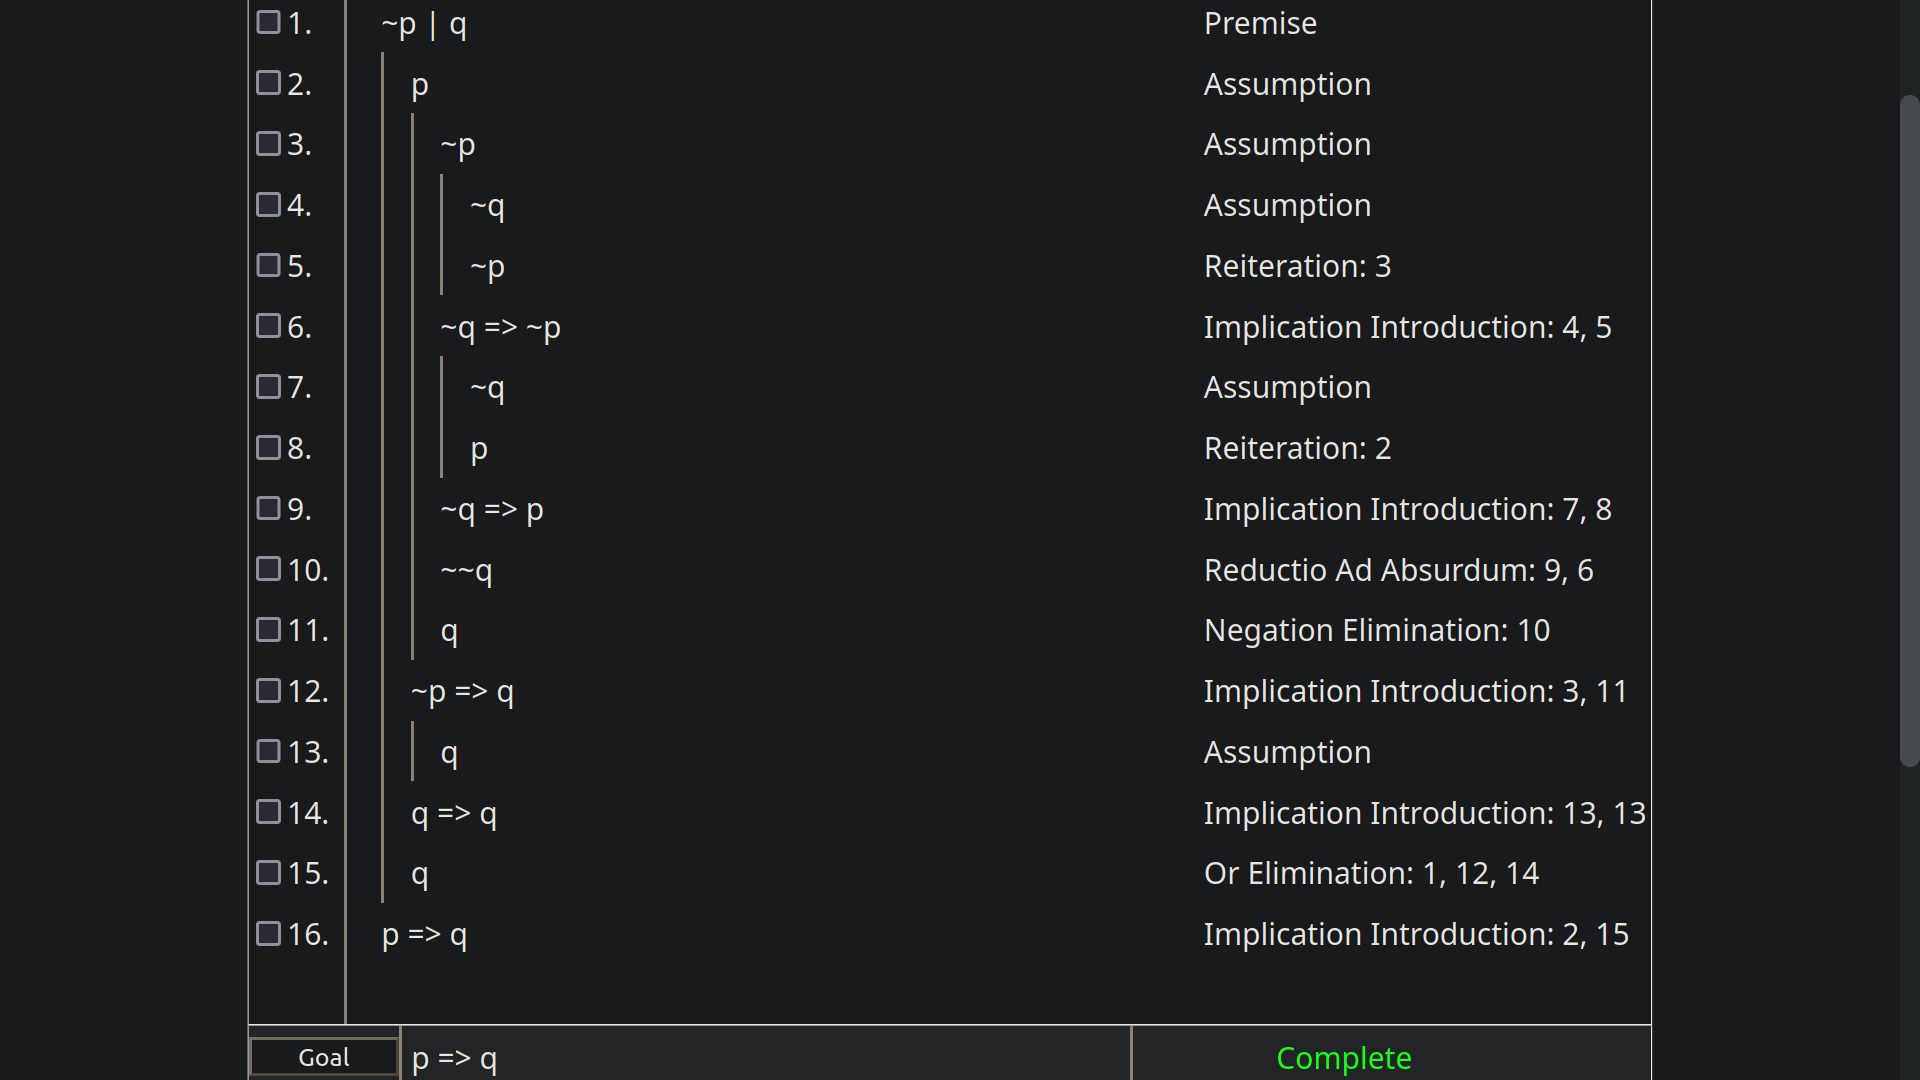 1. ~p | q Premise
2. p Assumption
3. ~p Assumption
4. ~q Assumption
5. ~p Reiteration: 3
6. ~q => ~p Implication Introduction: 4, 5
7. ~q Assumption
8. p Reiteration: 2
9. ~q => p Implication Introduction: 7, 8
10. ~~q Reductio Ad Absurdum: 9, 6
11. q Negation Elimination: 10
12. ~p => q Implication Introduction: 3, 11
13. q Assumption
14. q => q Implication Introduction: 13, 13
15. q Or Elimination: 1, 12, 14
16. p => q Implication Introduction: 2, 15
Goal p => q Complete